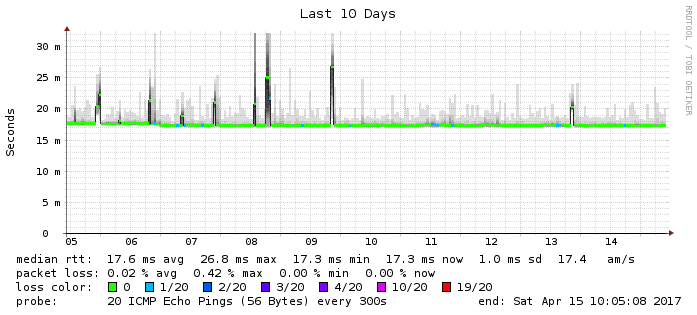 Last 10 Days
RRDTOOL / TOBI OETIKER
Seconds
30 m
25 m
20 m
15 m
10 m
5 m
0
05 06 07 08 09 10 11 12 13 14
median rtt: 17.6 ms avg 26.8 ms max 17.3 ms min 17.3 ms now 1.0 ms sd 17.4 am/s
packet loss: 0.02 % avg 0.42 % max 0.00 % min 0.00 % now
loss color: 0 1/20 2/20 3/20 4/20 10/20 19/20
probe: 20 ICMP Echo Pings (56 Bytes) every 300s end: Sat Apr 15 10:05:08 2017